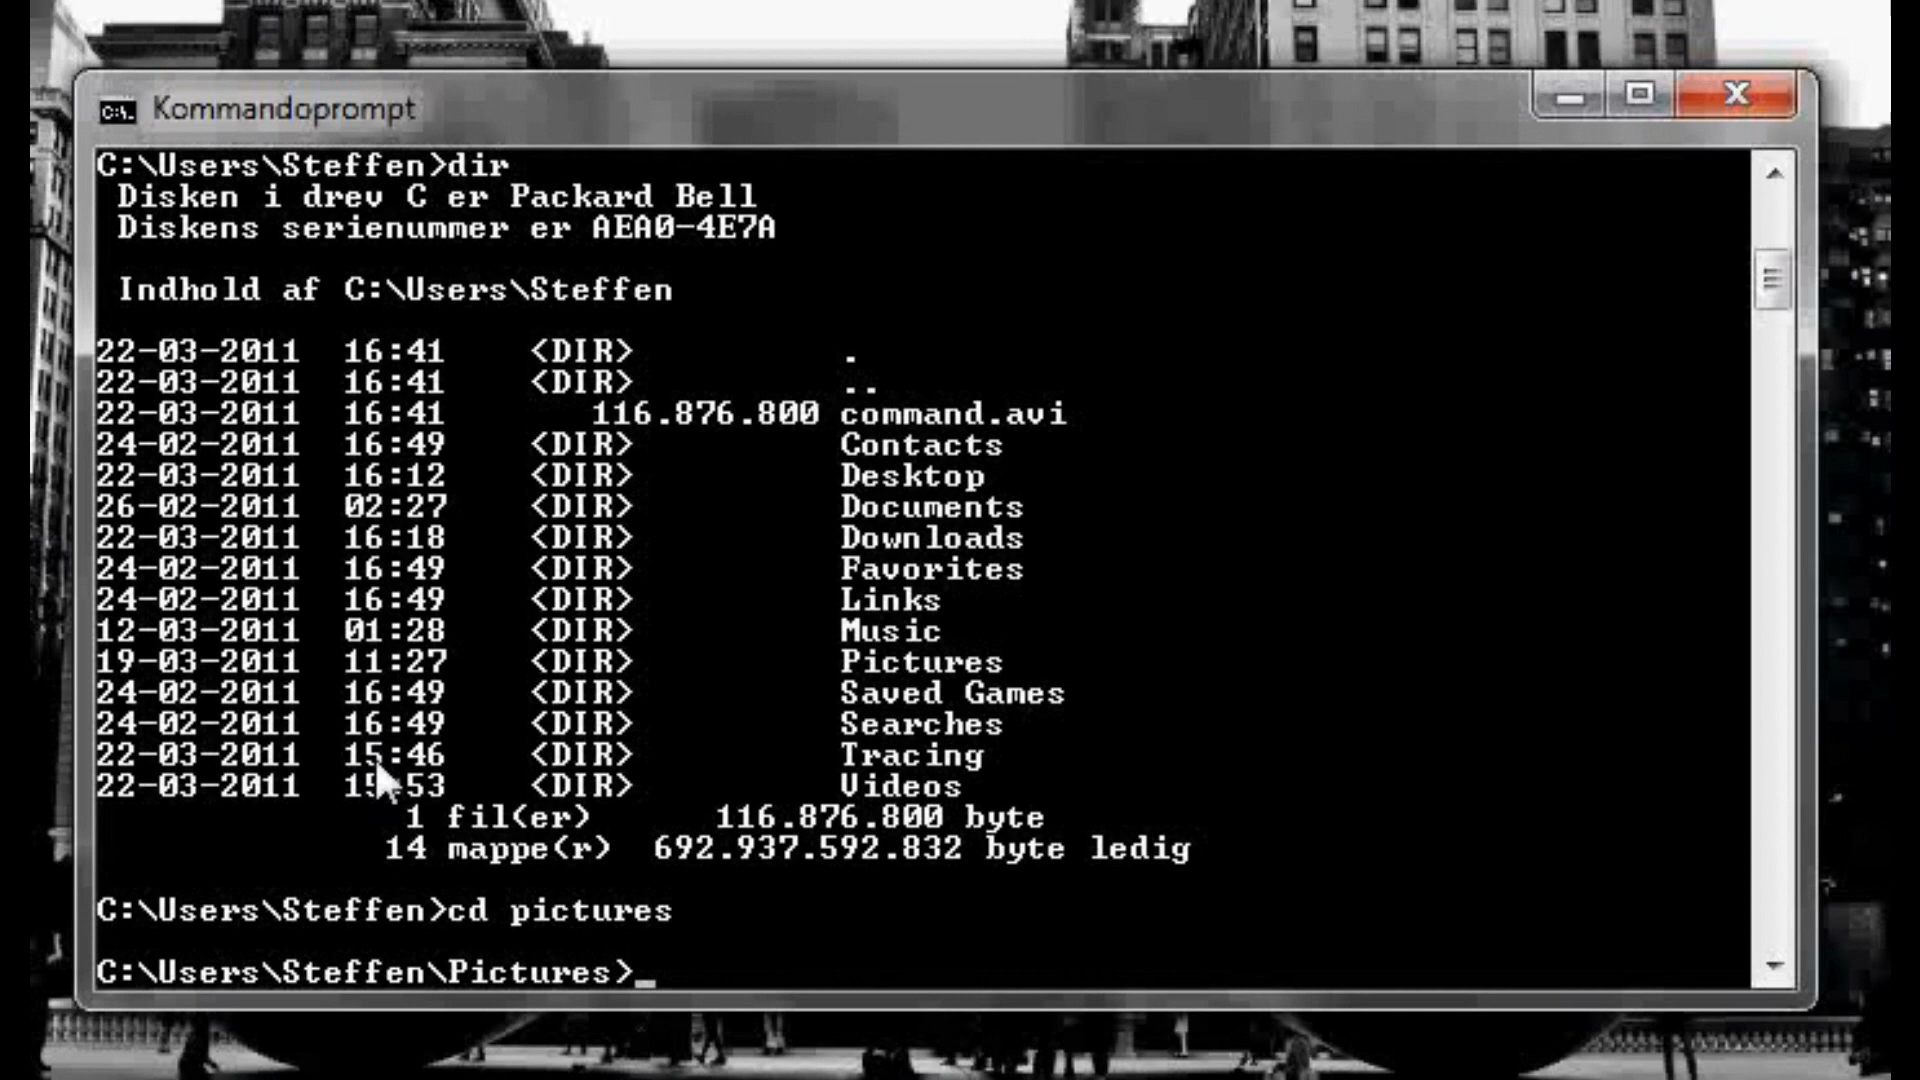 Kommandoprompt
C:\Users\Steffen>dir
Disken i drev C er Packard Bell
Diskens serienummer er AEA0-4E7A
Indhold af C:\Users\Steffen
22-03-2011 16:41 <DIR> .
22-03-2011 16:41 <DIR> ..
22-03-2011 16:41 116.876.800 command.avi
24-02-2011 16:49 <DIR> Contacts
22-03-2011 16:12 <DIR> Desktop
26-02-2011 02:27 <DIR> Documents
22-03-2011 16:18 <DIR> Downloads
24-02-2011 16:49 <DIR> Favorites
24-02-2011 16:49 <DIR> Links
12-03-2011 01:28 <DIR> Music
19-03-2011 11:27 <DIR> Pictures
24-02-2011 16:49 <DIR> Saved Games
24-02-2011 16:49 <DIR> Searches
22-03-2011 15:46 <DIR> Tracing
22-03-2011 15:53 <DIR> Videos
1 fil(er) 116.876.800 byte
14 mappe(r) 692.937.592.832 byte ledig
C:\Users\Steffen>cd pictures
C:\Users\Steffen\Pictures>_